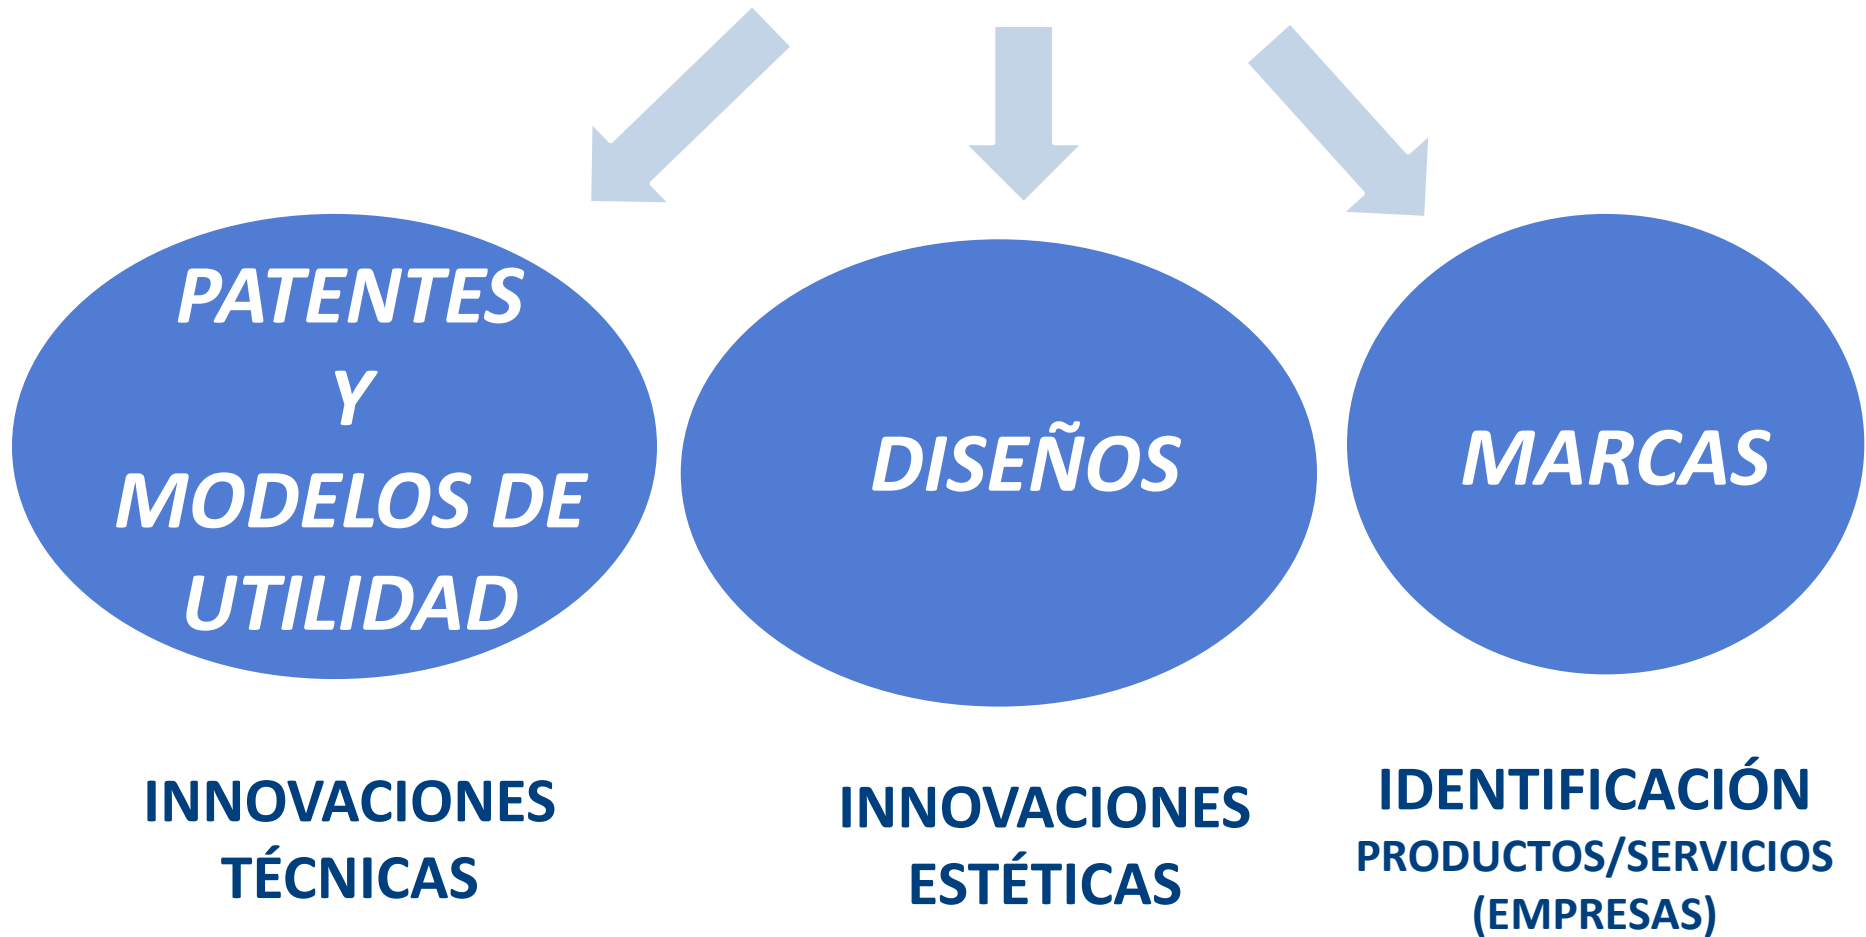 PATENTES
Y
MODELOS DE
UTILIDAD
DISEÑOS
MARCAS
INNOVACIONES
TÉCNICAS
INNOVACIONES
ESTÉTICAS
IDENTIFICACIÓN
PRODUCTOS/SERVICIOS
(EMPRESAS)